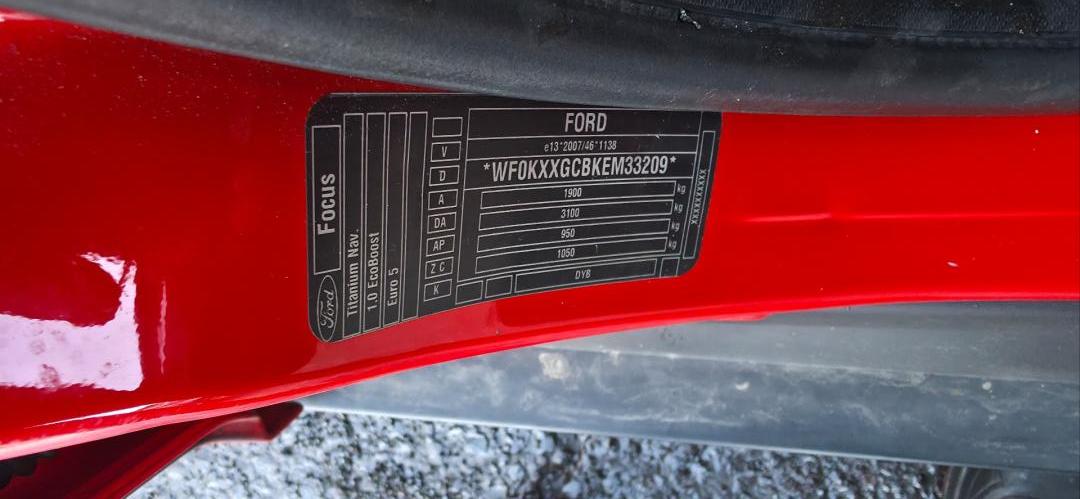 FORD
e13*2007/46*1138
*WF0KXXGCBKEM33209*
1900 kg
3100 kg
950 kg
1050 kg
DYB
XXXXXXXXXX
V
D
A
DA
AP
Z C
K
Ford
Focus
Titanium Nav.
1.0 EcoBoost
Euro 5